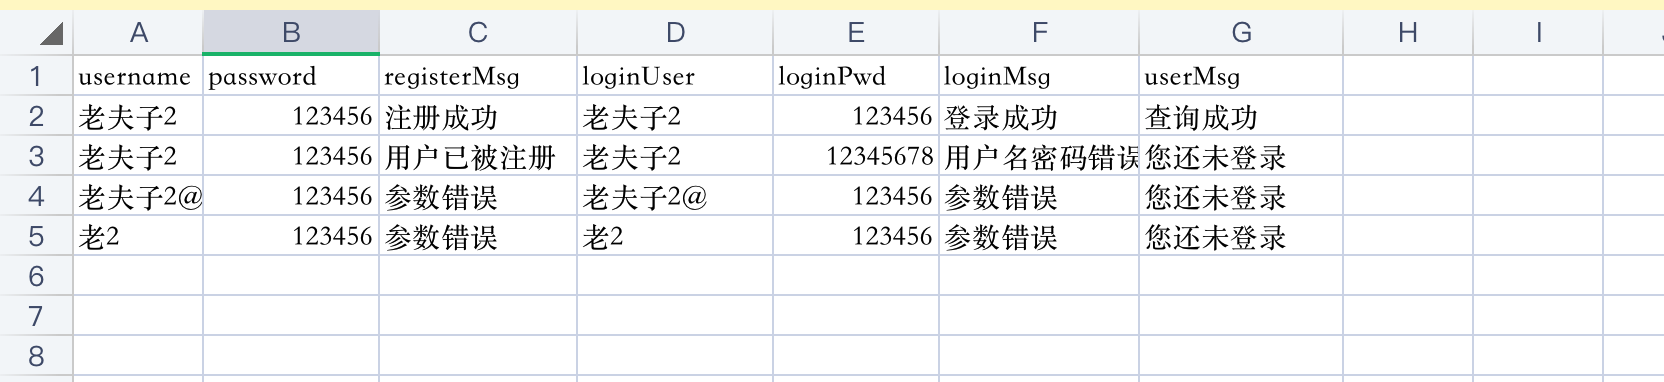 A B C D E F G H I
1 username password registerMsg loginUser loginPwd loginMsg userMsg
2 老夫子2 123456 注册成功 老夫子2 123456 登录成功 查询成功
3 老夫子2 123456 用户已被注册 老夫子2 12345678 用户名密码错误 您还未登录
4 老夫子2@ 123456 参数错误 老夫子2@ 123456 参数错误 您还未登录
5 老2 123456 参数错误 老2 123456 参数错误 您还未登录
6
7
8